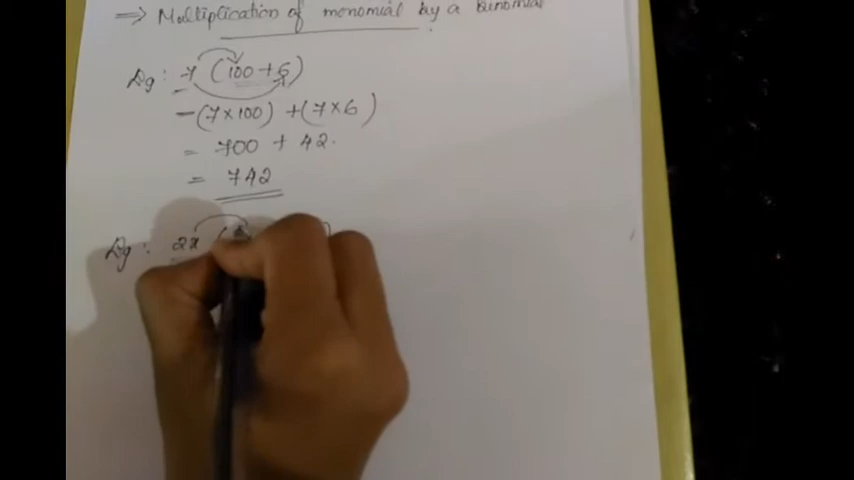 ⇒ Multiplication of monomial by a binomial
Eg: 7 (100 + 6)
= (7 × 100) + (7 × 6)
= 700 + 42.
= 742
Eg: 2x (